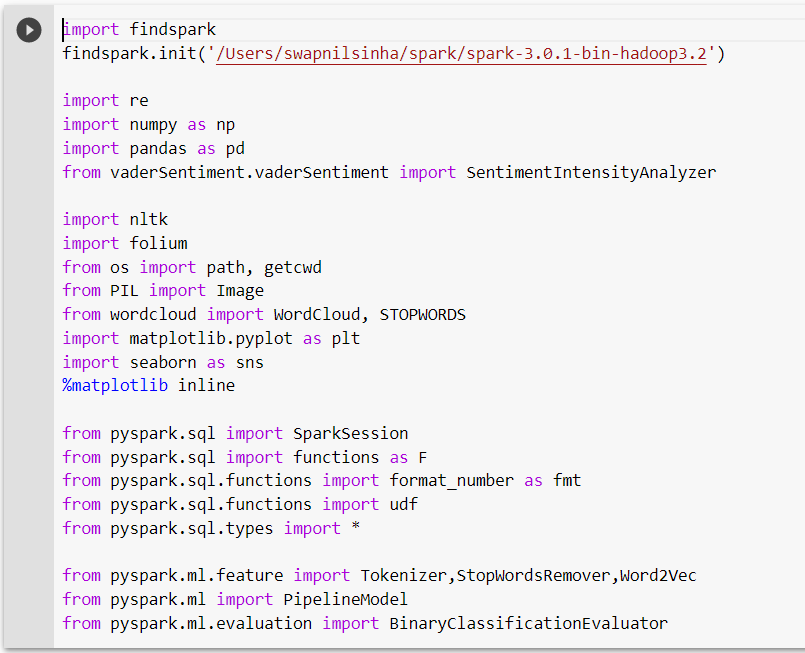 import findspark
findspark.init('/Users/swapnilsinha/spark/spark-3.0.1-bin-hadoop3.2')
import re
import numpy as np
import pandas as pd
from vaderSentiment.vaderSentiment import SentimentIntensityAnalyzer
import nltk
import folium
from os import path, getcwd
from PIL import Image
from wordcloud import WordCloud, STOPWORDS
import matplotlib.pyplot as plt
import seaborn as sns
%matplotlib inline
from pyspark.sql import SparkSession
from pyspark.sql import functions as F
from pyspark.sql.functions import format_number as fmt
from pyspark.sql.functions import udf
from pyspark.sql.types import *
from pyspark.ml.feature import Tokenizer,StopWordsRemover,Word2Vec
from pyspark.ml import PipelineModel
from pyspark.ml.evaluation import BinaryClassificationEvaluator